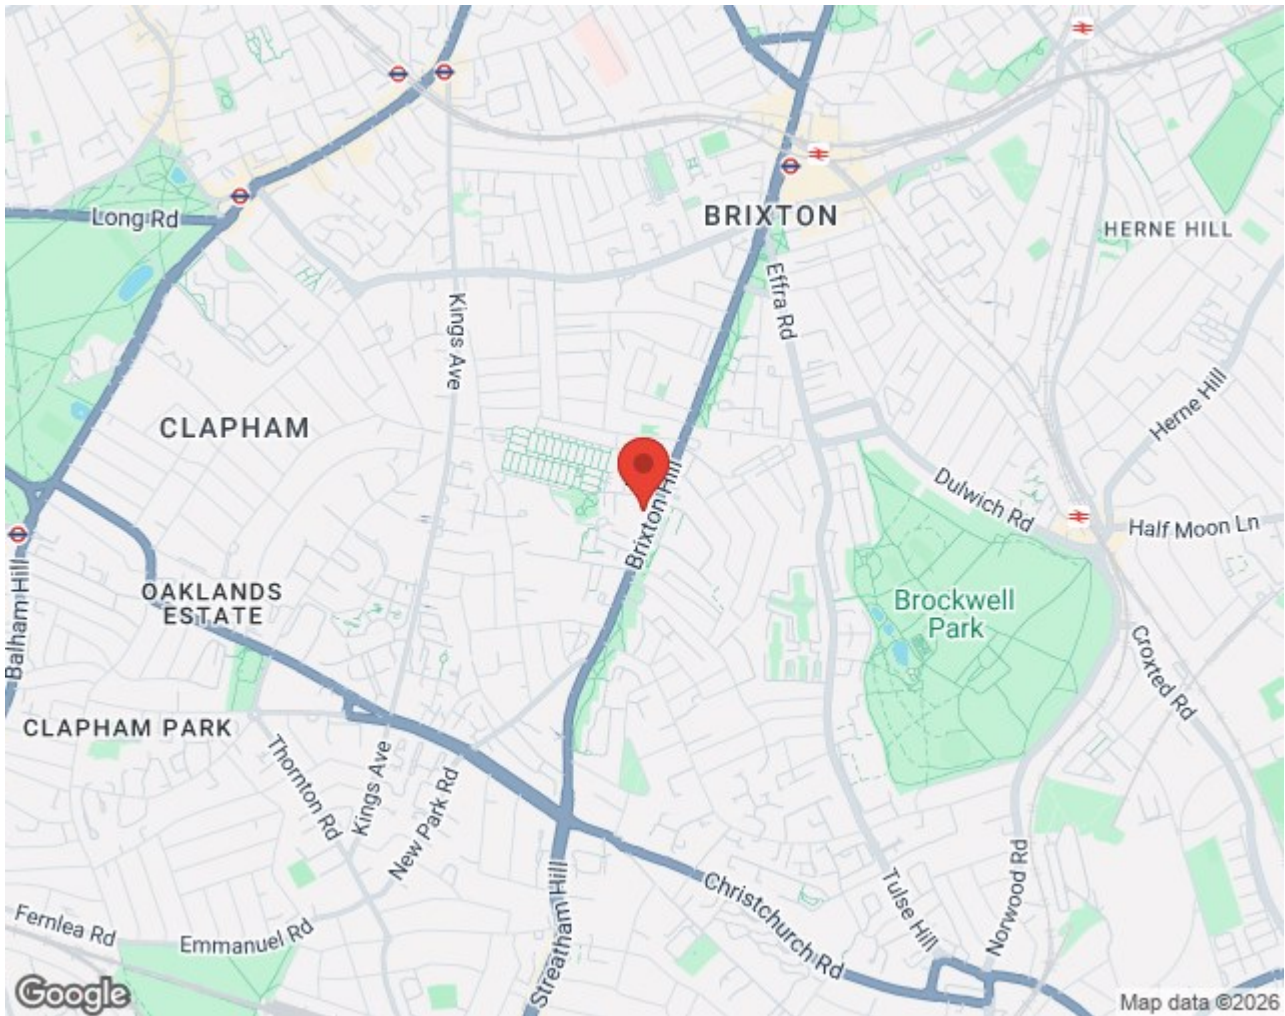 Long Rd
BRIXTON
HERNE HILL
Effra Rd
Kings Ave
Herne Hill
CLAPHAM
Brixton Hill
Dulwich Rd
Half Moon Ln
Balham Hill
OAKLANDS
ESTATE
Brockwell
Park
Croxted Rd
CLAPHAM PARK
Thornton Rd
Kings Ave
New Park Rd
Streatham Hill
Christchurch Rd
Tulse Hill
Norwood Rd
Fernlea Rd
Emmanuel Rd
Google
Map data ©2026